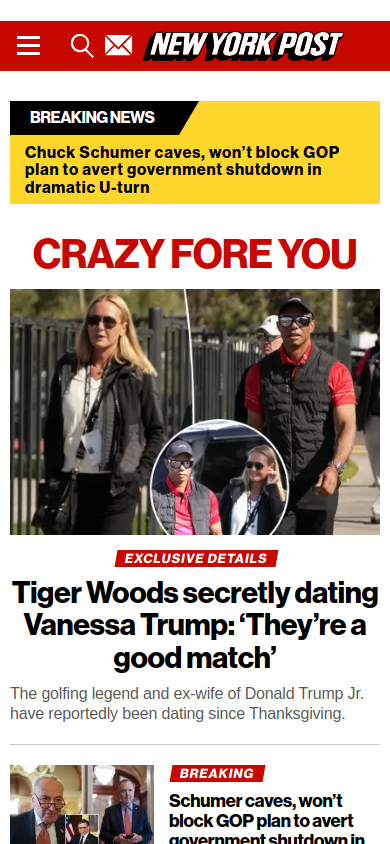 NEW YORK POST
BREAKING NEWS
Chuck Schumer caves, won’t block GOP
plan to avert government shutdown in
dramatic U-turn
CRAZY FORE YOU
EXCLUSIVE DETAILS
Tiger Woods secretly dating
Vanessa Trump: ‘They’re a
good match’
The golfing legend and ex-wife of Donald Trump Jr.
have reportedly been dating since Thanksgiving.
BREAKING
Schumer caves, won’t
block GOP plan to avert
government shutdown in